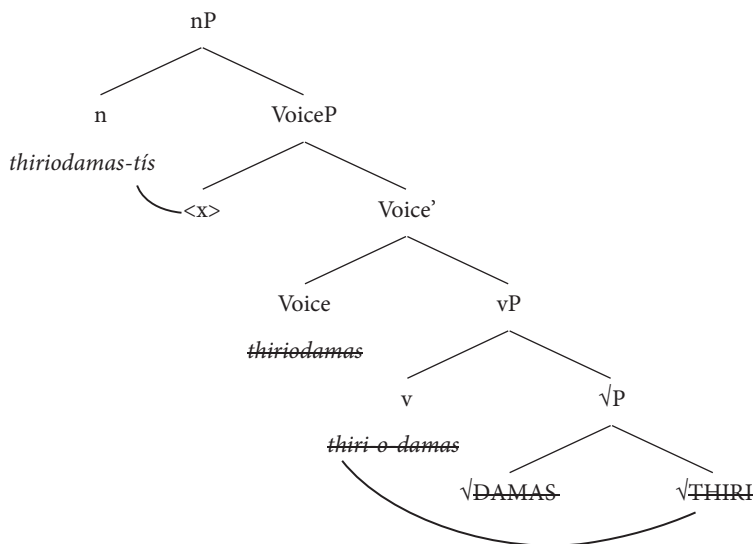 nP
n VoiceP
thiriodamas-tís
<x> Voice’
Voice vP
thiriodamas
v √P
thiri-o-damas
√DAMAS √THIRI